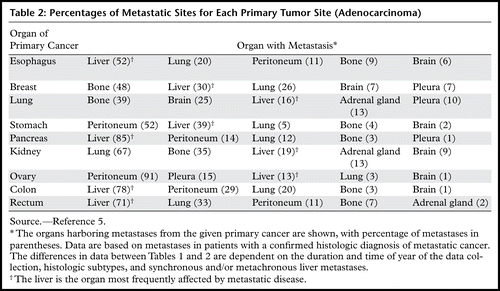 Table 2: Percentages of Metastatic Sites for Each Primary Tumor Site (Adenocarcinoma)
Organ of
Primary Cancer Organ with Metastasis*
Esophagus Liver (52)† Lung (20) Peritoneum (11) Bone (9) Brain (6)
Breast Bone (48) Liver (30)† Lung (26) Brain (7) Pleura (7)
Lung Bone (39) Brain (25) Liver (16)† Adrenal gland (13) Pleura (10)
Stomach Peritoneum (52) Liver (39)† Lung (5) Bone (4) Brain (2)
Pancreas Liver (85)† Peritoneum (14) Lung (12) Bone (3) Pleura (1)
Kidney Lung (67) Bone (35) Liver (19)† Adrenal gland (13) Brain (9)
Ovary Peritoneum (91) Pleura (15) Liver (13)† Lung (3) Brain (1)
Colon Liver (78)† Peritoneum (29) Lung (20) Bone (3) Brain (1)
Rectum Liver (71)† Lung (33) Peritoneum (11) Bone (7) Adrenal gland (2)
Source.—Reference 5.
* The organs harboring metastases from the given primary cancer are shown, with percentage of metastases in
parentheses. Data are based on metastases in patients with a confirmed histologic diagnosis of metastatic cancer.
The differences in data between Tables 1 and 2 are dependent on the duration and time of year of the data col-
lection, histologic subtypes, and synchronous and/or metachronous liver metastases.
† The liver is the organ most frequently affected by metastatic disease.